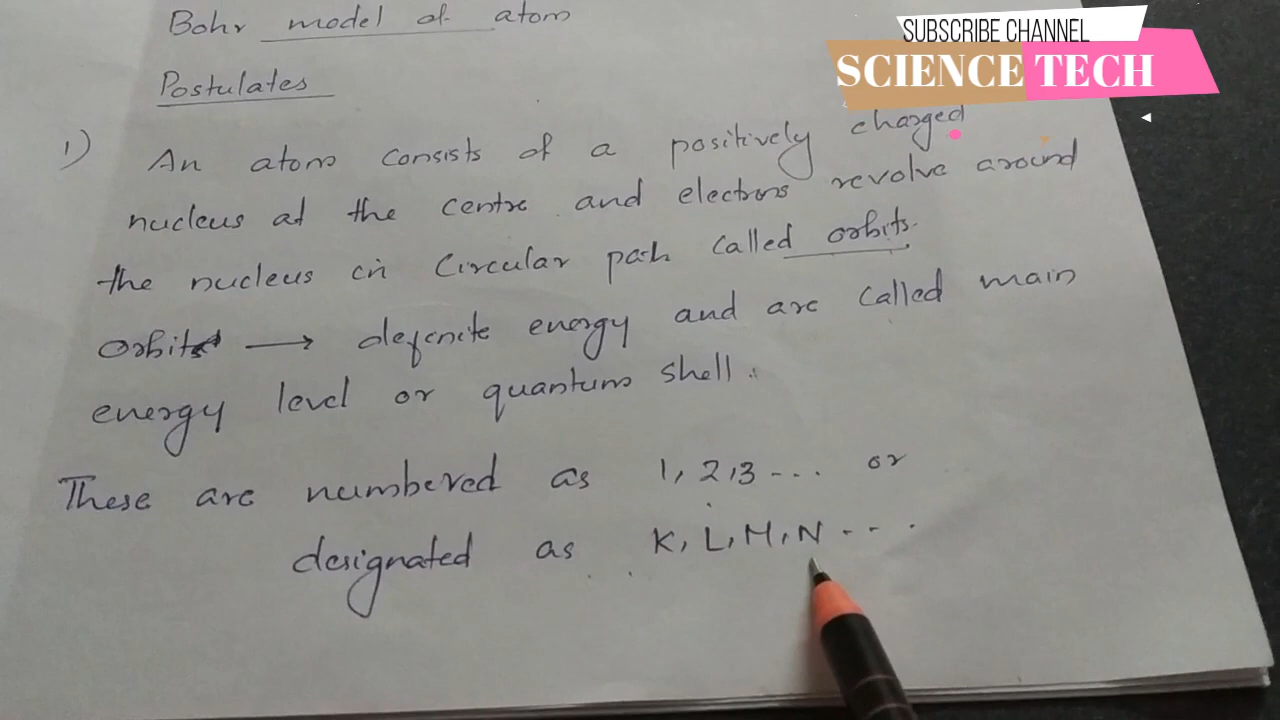 Bohr model of atom
SUBSCRIBE CHANNEL
SCIENCE TECH
Postulates
1) An atom consists of a positively charged
nucleus at the centre and electrons revolve around
the nucleus in circular path called orbits.
Orbits → defenite energy and are called main
energy level or quantum shell.
These are numbered as 1, 2, 3 --- or
designated as K, L, M, N - - -